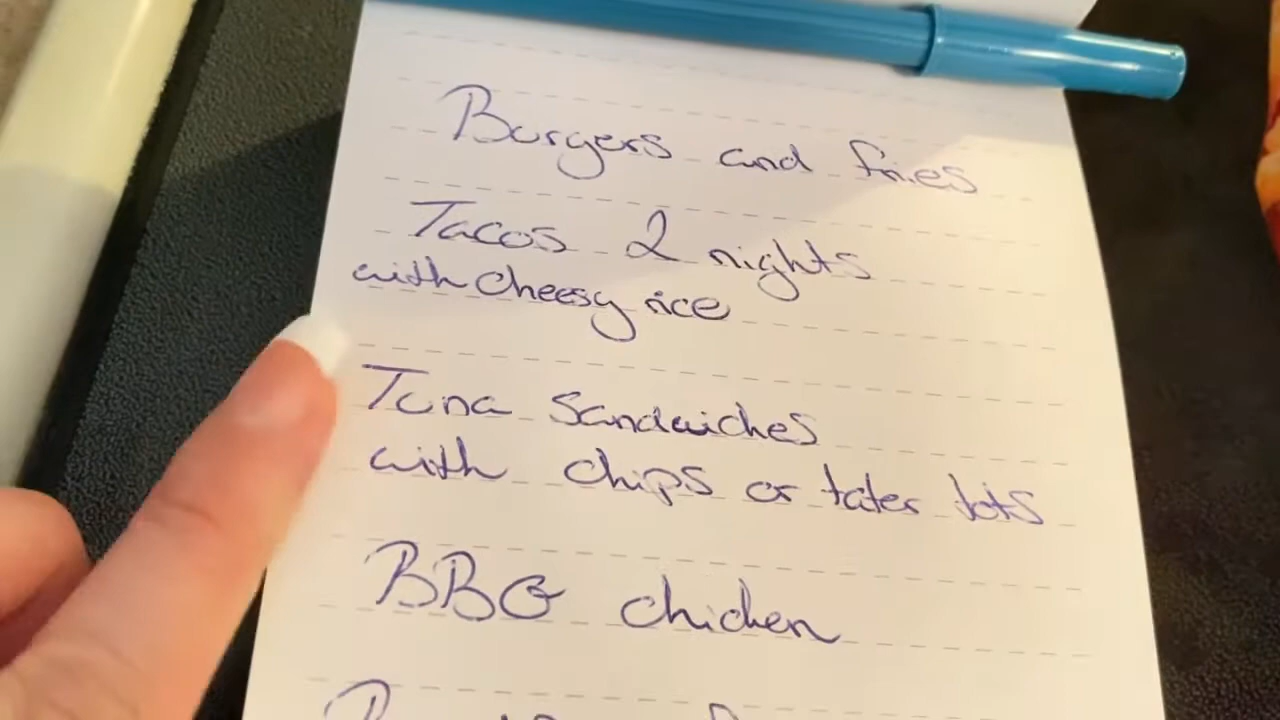 Burgers and fries
Tacos 2 nights
with Cheesy rice
Tuna Sandwiches
with chips or tater tots
BBQ chicken